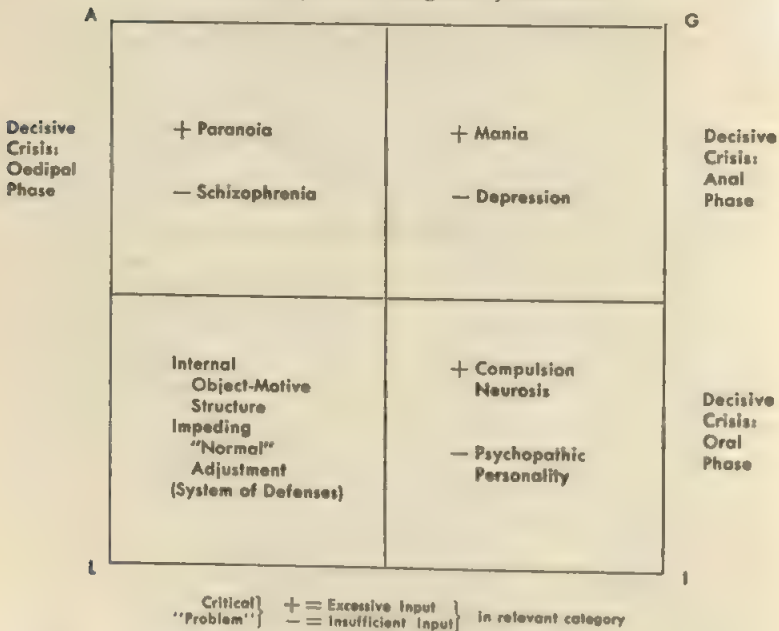 A
G
Decisive
Crisis:
Oedipal
Phase
+ Paranoia
− Schizophrenia
+ Mania
− Depression
Decisive
Crisis:
Anal
Phase
Internal
Object-Motive
Structure
Impeding
"Normal"
Adjustment
(System of Defenses)
+ Compulsion
Neurosis
− Psychopathic
Personality
Decisive
Crisis:
Oral
Phase
L
I
Critical } + = Excessive Input }
"Problem" } − = Insufficient Input } in relevant category